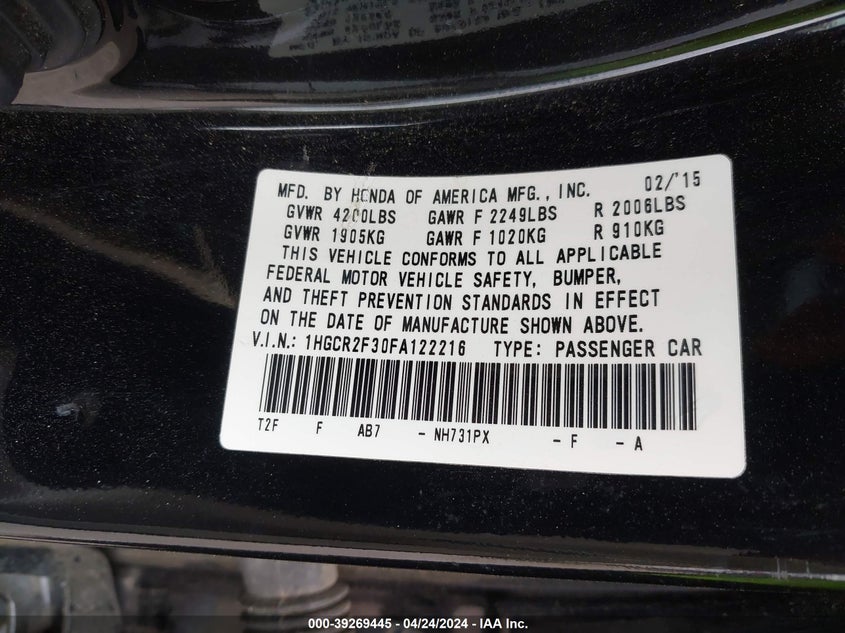 MFD. BY HONDA OF AMERICA MFG., INC. 02/'15
GVWR 4200LBS GAWR F 2249LBS R 2006LBS
GVWR 1905KG GAWR F 1020KG R 910KG
THIS VEHICLE CONFORMS TO ALL APPLICABLE
FEDERAL MOTOR VEHICLE SAFETY, BUMPER,
AND THEFT PREVENTION STANDARDS IN EFFECT
ON THE DATE OF MANUFACTURE SHOWN ABOVE.
V.I.N.: 1HGCR2F30FA122216 TYPE: PASSENGER CAR
T2F F AB7 - NH731PX - F - A
000-39269445 - 04/24/2024 - IAA Inc.